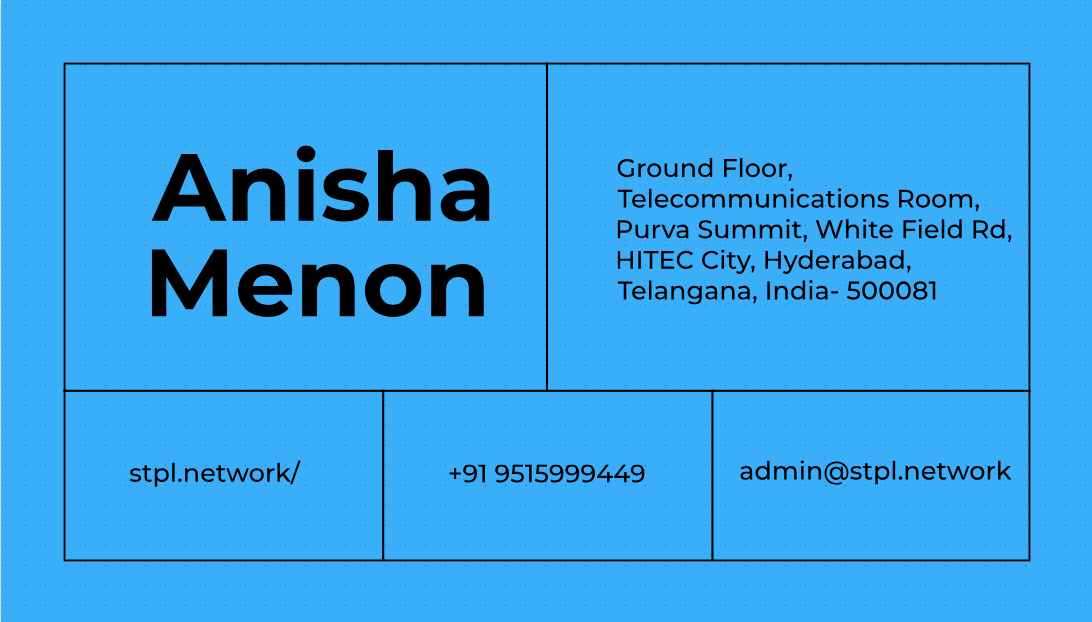 Anisha
Menon
Ground Floor,
Telecommunications Room,
Purva Summit, White Field Rd,
HITEC City, Hyderabad,
Telangana, India- 500081
stpl.network/
+91 9515999449
admin@stpl.network